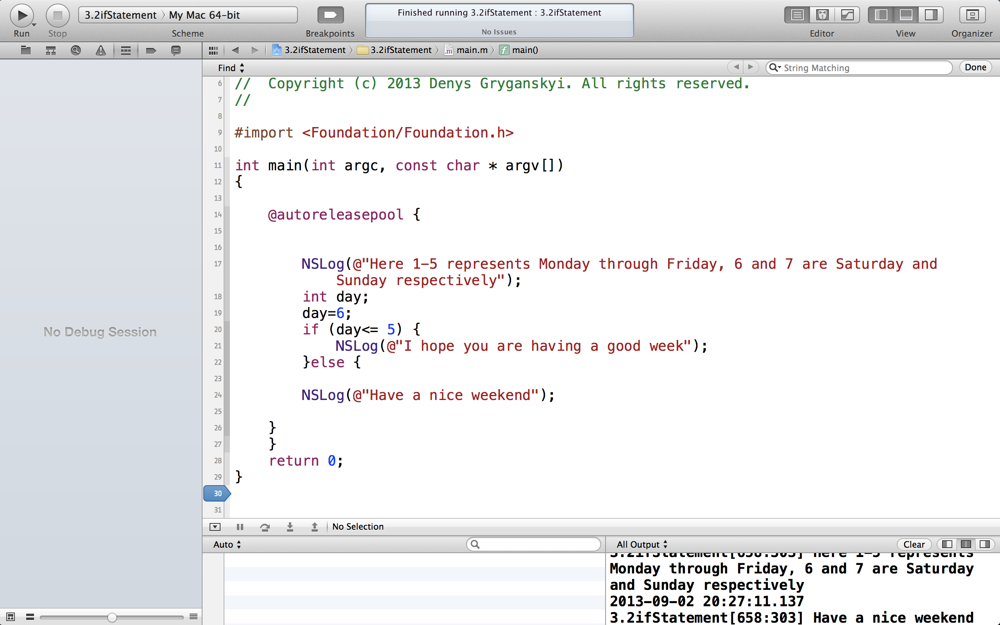 3.2ifStatement 〉 My Mac 64-bit
Finished running 3.2ifStatement : 3.2ifStatement
No Issues
Run
Stop
Scheme
Breakpoints
Editor
View
Organizer
3.2ifStatement 〉 3.2ifStatement 〉 main.m 〉 main()
Find
String Matching
Done
6 //  Copyright (c) 2013 Denys Gryganskyi. All rights reserved.
7 //
8
9 #import <Foundation/Foundation.h>
10
11 int main(int argc, const char * argv[])
12 {
13
14     @autoreleasepool {
15
16
17         NSLog(@"Here 1-5 represents Monday through Friday, 6 and 7 are Saturday and
            Sunday respectively");
18         int day;
19         day=6;
20         if (day<= 5) {
21             NSLog(@"I hope you are having a good week");
22         }else {
23
24         NSLog(@"Have a nice weekend");
25
26     }
27     }
28     return 0;
29 }
30
31
No Debug Session
No Selection
Auto
All Output
Clear
3.2ifStatement[658:303] Here 1-5 represents
Monday through Friday, 6 and 7 are Saturday
and Sunday respectively
2013-09-02 20:27:11.137
3.2ifStatement[658:303] Have a nice weekend